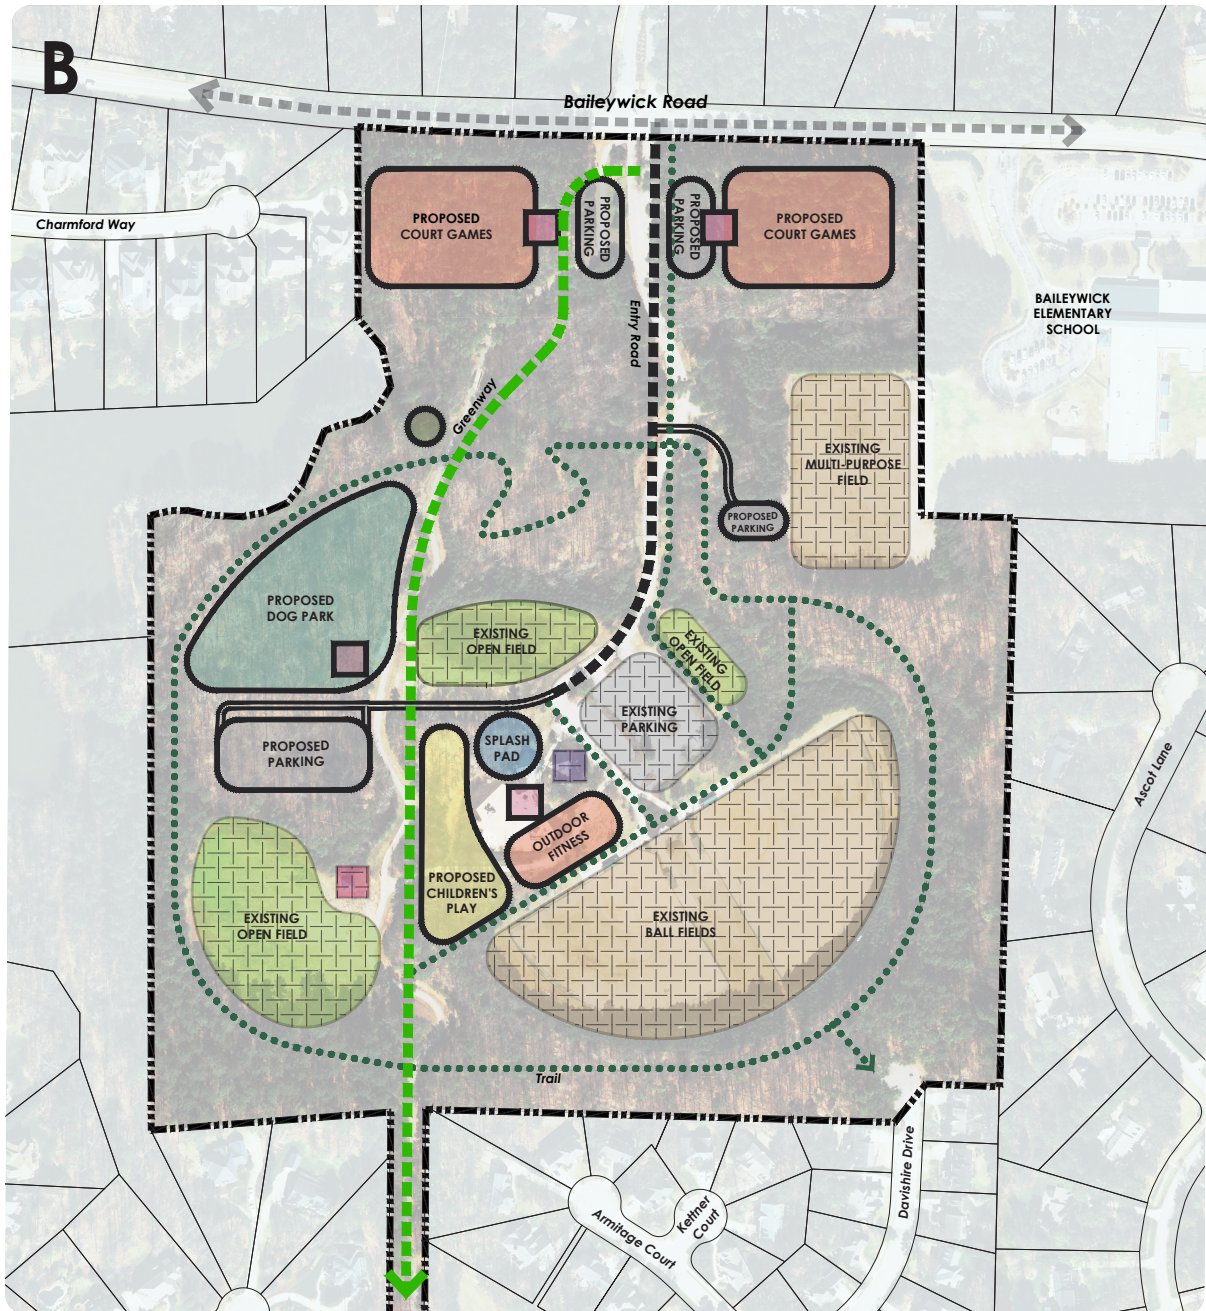 B
Baileywick Road
Charmford Way
PROPOSED
COURT GAMES
PROPOSED
PARKING
PROPOSED
PARKING
PROPOSED
COURT GAMES
BAILEYWICK
ELEMENTARY
SCHOOL
Entry Road
Greenway
EXISTING
MULTI-PURPOSE
FIELD
PROPOSED
PARKING
PROPOSED
DOG PARK
EXISTING
OPEN FIELD
EXISTING
OPEN FIELD
EXISTING
PARKING
PROPOSED
PARKING
SPLASH
PAD
Ascot Lane
OUTDOOR
FITNESS
PROPOSED
CHILDREN'S
PLAY
EXISTING
OPEN FIELD
EXISTING
BALL FIELDS
Trail
Davishire Drive
Kettner
Court
Armitage Court